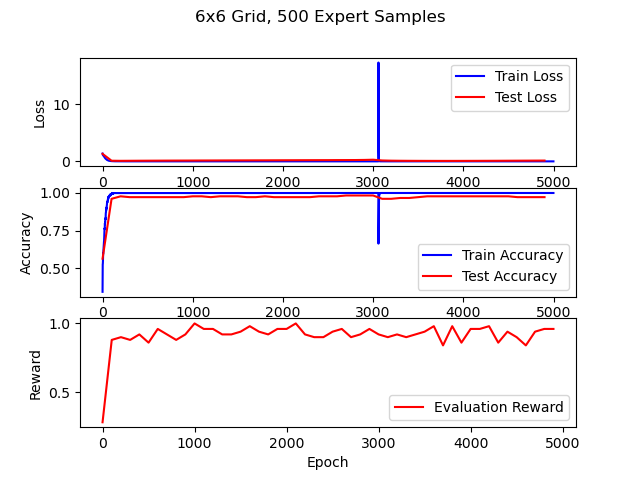 6x6 Grid, 500 Expert Samples
Loss
10
0
Train Loss
Test Loss
0 1000 2000 3000 4000 5000
Accuracy
1.00
0.75
0.50
Train Accuracy
Test Accuracy
0 1000 2000 3000 4000 5000
Reward
1.0
0.5
Evaluation Reward
0 1000 2000 3000 4000 5000
Epoch